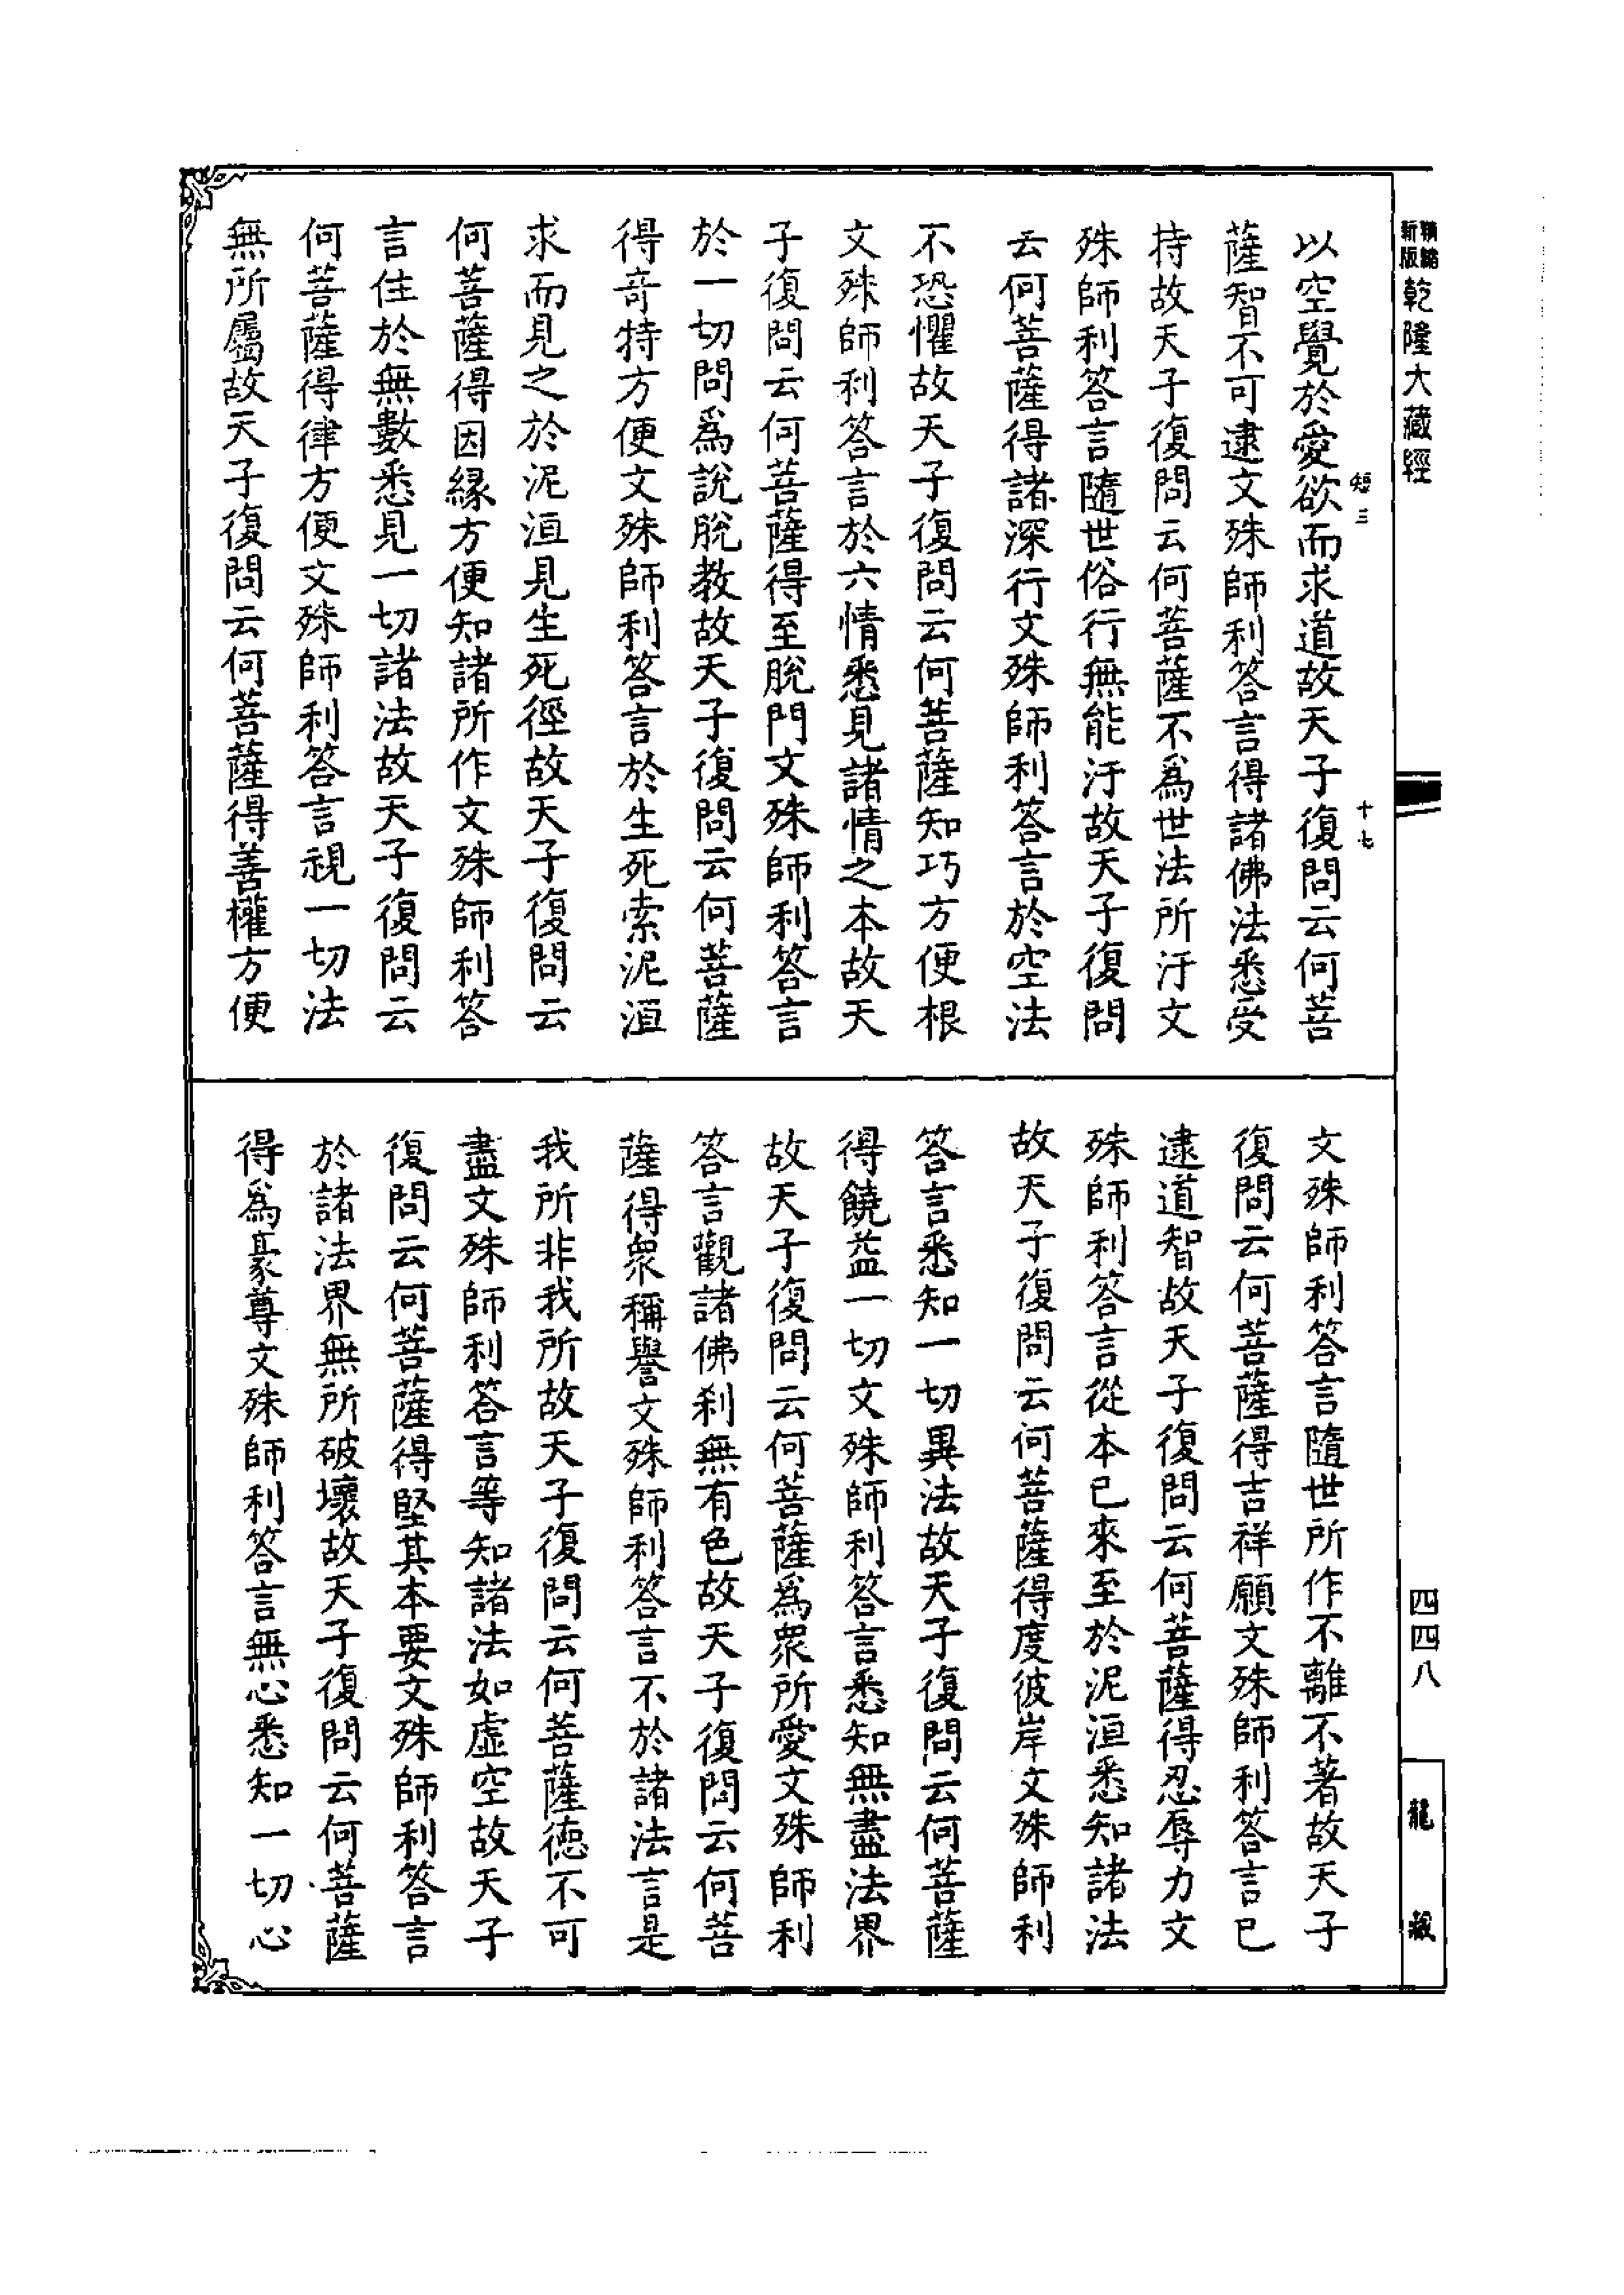 新版
精縮
乾隆大藏經
短三
十七
以空覺於愛欲而求道故天子復問云何菩
薩智不可逮文殊師利答言得諸佛法悉受
持故天子復問云何菩薩不爲世法所汙文
殊師利答言隨世俗行無能汙故天子復問
云何菩薩得諸深行文殊師利答言於空法
不恐懼故天子復問云何菩薩知巧方便根
文殊師利答言於六情悉見諸情之本故天
子復問云何菩薩得至脫門文殊師利答言
於一切問爲說脫教故天子復問云何菩薩
得奇特方便文殊師利答言於生死索泥洹
求而見之於泥洹見生死徑故天子復問云
何菩薩得因緣方便知諸所作文殊師利答
言住於無數悉見一切諸法故天子復問云
何菩薩得律方便文殊師利答言視一切法
無所屬故天子復問云何菩薩得善權方便
文殊師利答言隨世所作不離不著故天子
復問云何菩薩得吉祥願文殊師利答言已
逮道智故天子復問云何菩薩得忍辱力文
殊師利答言從本已來至於泥洹悉知諸法
故天子復問云何菩薩得度彼岸文殊師利
答言悉知一切異法故天子復問云何菩薩
得饒益一切文殊師利答言悉知無盡法界
故天子復問云何菩薩爲衆所愛文殊師利
答言觀諸佛刹無有色故天子復問云何菩
薩得衆稱譽文殊師利答言不於諸法言是
我所非我所故天子復問云何菩薩德不可
盡文殊師利答言等知諸法如虛空故天子
復問云何菩薩得堅其本要文殊師利答言
於諸法界無所破壞故天子復問云何菩薩
得爲豪尊文殊師利答言無心悉知一切心
四四八
龍藏